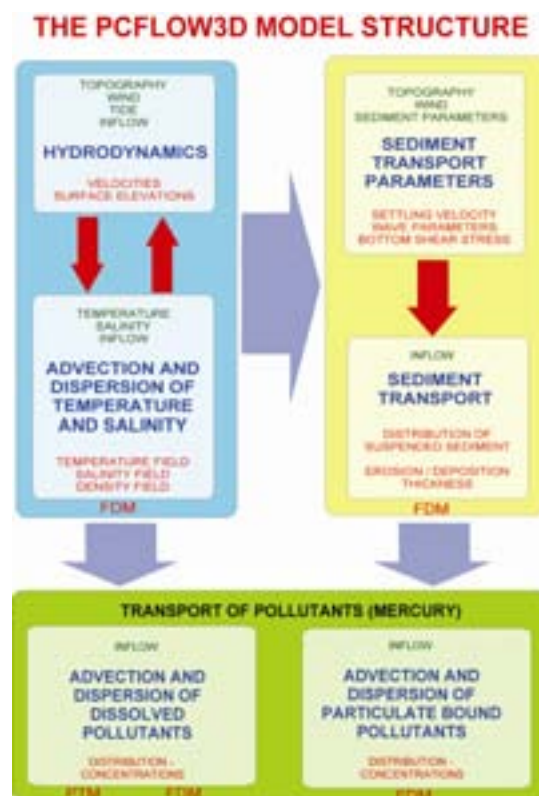 THE PCFLOW3D MODEL STRUCTURE
TOPOGRAPHY
WIND
TIDE
INFLOW
HYDRODYNAMICS
VELOCITIES
SURFACE ELEVATIONS
TEMPERATURE
SALINITY
INFLOW
ADVECTION AND
DISPERSION OF
TEMPERATURE
AND SALINITY
TEMPERATURE FIELD
SALINITY FIELD
DENSITY FIELD
FDM
TOPOGRAPHY
WIND
SEDIMENT PARAMETERS
SEDIMENT
TRANSPORT
PARAMETERS
SETTLING VELOCITY
WAVE PARAMETERS
BOTTOM SHEAR STRESS
INFLOW
SEDIMENT
TRANSPORT
DISTRIBUTION OF
SUSPENDED SEDIMENT
EROSION / DEPOSITION
THICKNESS
FDM
TRANSPORT OF POLLUTANTS (MERCURY)
INFLOW
ADVECTION AND
DISPERSION OF
DISSOLVED
POLLUTANTS
DISTRIBUTION -
CONCENTRATIONS
PTM FDM
INFLOW
ADVECTION AND
DISPERSION OF
PARTICULATE BOUND
POLLUTANTS
DISTRIBUTION -
CONCENTRATIONS
FDM